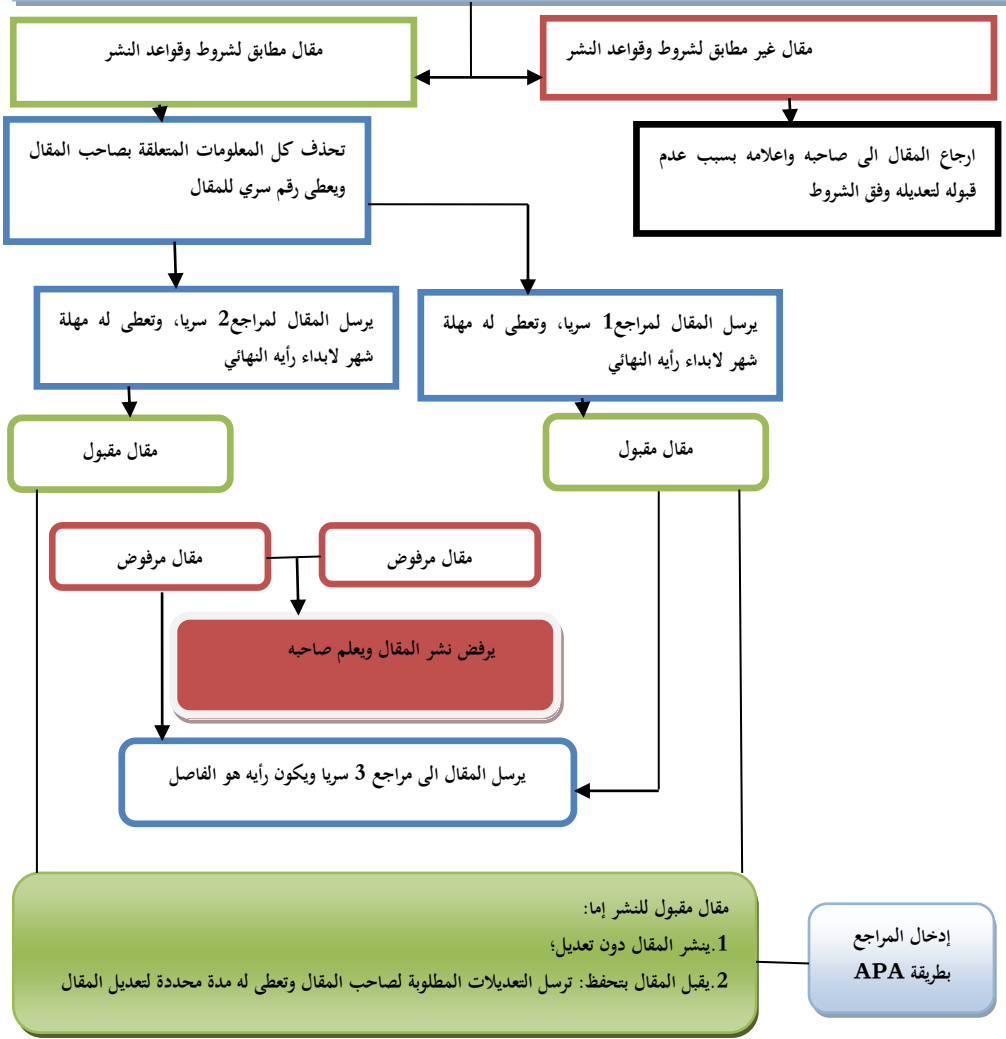 مقال غير مطابق لشروط وقواعد النشر
مقال مطابق لشروط وقواعد النشر
ارجاع المقال الى صاحبه واعلامه بسبب عدم
قبوله لتعديله وفق الشروط
تحذف كل المعلومات المتعلقة بصاحب المقال
ويعطى رقم سري للمقال
يرسل المقال لمراجع1 سريا، وتعطى له مهلة
شهر لابداء رأيه النهائي
يرسل المقال لمراجع2 سريا، وتعطى له مهلة
شهر لابداء رأيه النهائي
مقال مقبول
مقال مقبول
مقال مرفوض
مقال مرفوض
يرفض نشر المقال ويعلم صاحبه
يرسل المقال الى مراجع 3 سريا ويكون رأيه هو الفاصل
مقال مقبول للنشر إما:
1.ينشر المقال دون تعديل؛
2.يقبل المقال بتحفظ: ترسل التعديلات المطلوبة لصاحب المقال وتعطى له مدة محددة لتعديل المقال
إدخال المراجع
بطريقة APA